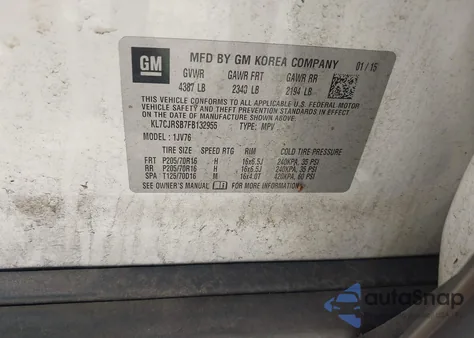 GM
MFD BY GM KOREA COMPANY 01/15
GVWR GAWR FRT GAWR RR
4387 LB 2340 LB 2194 LB
THIS VEHICLE CONFORMS TO ALL APPLICABLE U.S. FEDERAL MOTOR
VEHICLE SAFETY, BUMPER, AND THEFT PREVENTION STANDARDS IN
EFFECT ON THE DATE OF MANUFACTURE SHOWN ABOVE.
KL7CJRSB7FB132955 TYPE: MPV
MODEL: 1JV76
TIRE SIZE SPEED RTG RIM COLD TIRE PRESSURE
FRT P205/70R16 H 16x6.5J 240KPA, 35 PSI
RR P205/70R16 H 16x6.5J 240KPA, 35 PSI
SPA T125/70D16 M 16x4.0T 420KPA, 60 PSI
SEE OWNER'S MANUAL FOR MORE INFORMATION.
autoSnap